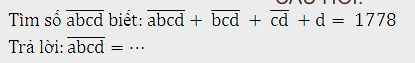 Tìm số abcd biết: abcd + bcd + cd + d = 1778
Trả lời: abcd = ⋯